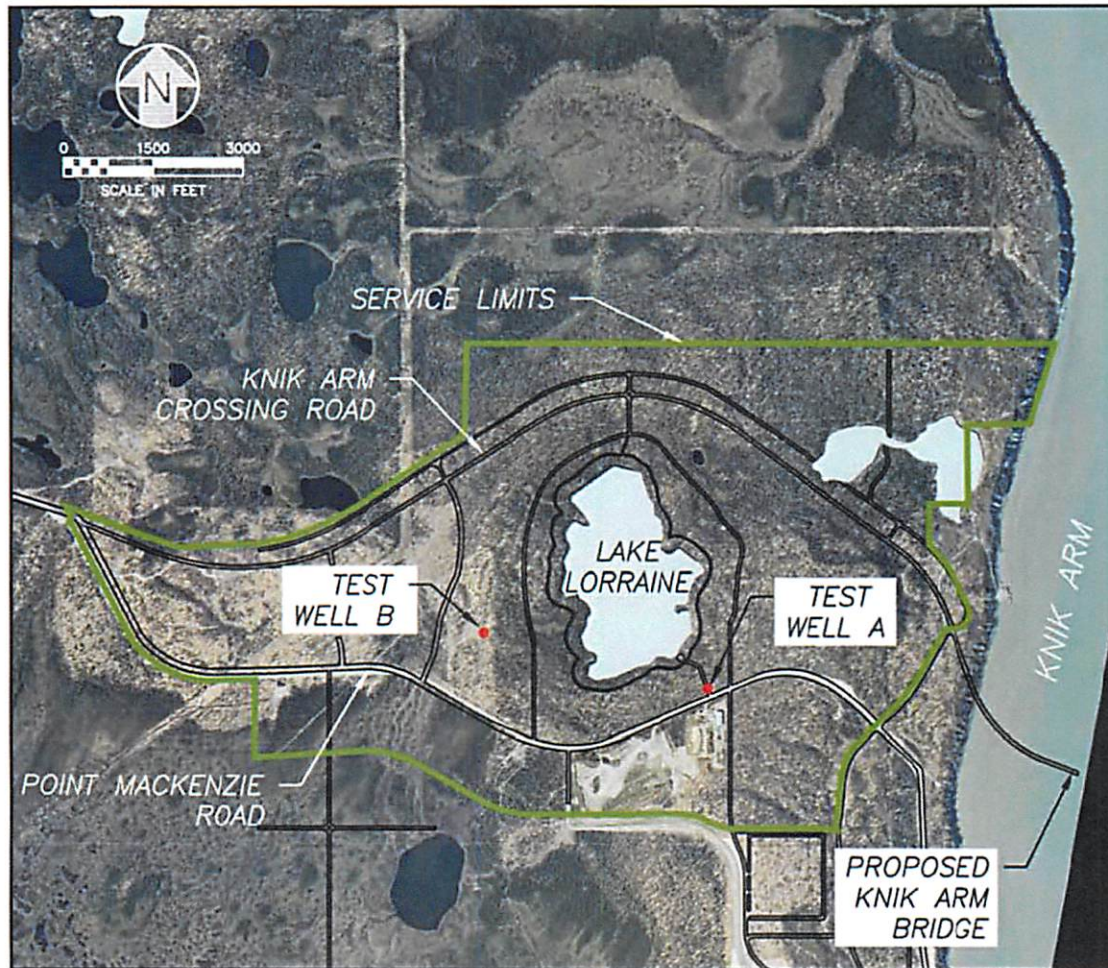 N
0 1500 3000
SCALE IN FEET
SERVICE LIMITS
KNIK ARM
CROSSING ROAD
LAKE
LORRAINE
TEST
WELL B
TEST
WELL A
KNIK ARM
POINT MACKENZIE
ROAD
PROPOSED
KNIK ARM
BRIDGE